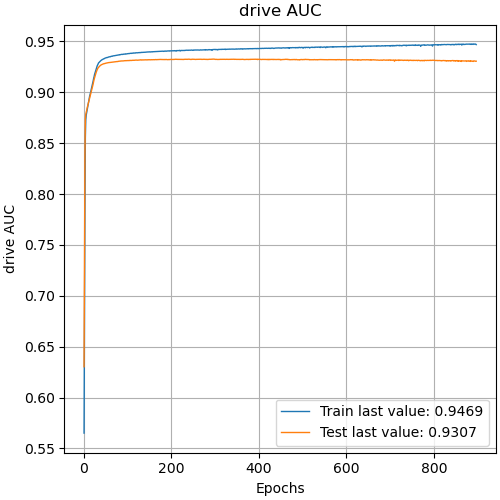 drive AUC
0.95
0.90
0.85
0.80
0.75
0.70
0.65
0.60
0.55
drive AUC
0 200 400 600 800
Epochs
Train last value: 0.9469
Test last value: 0.9307